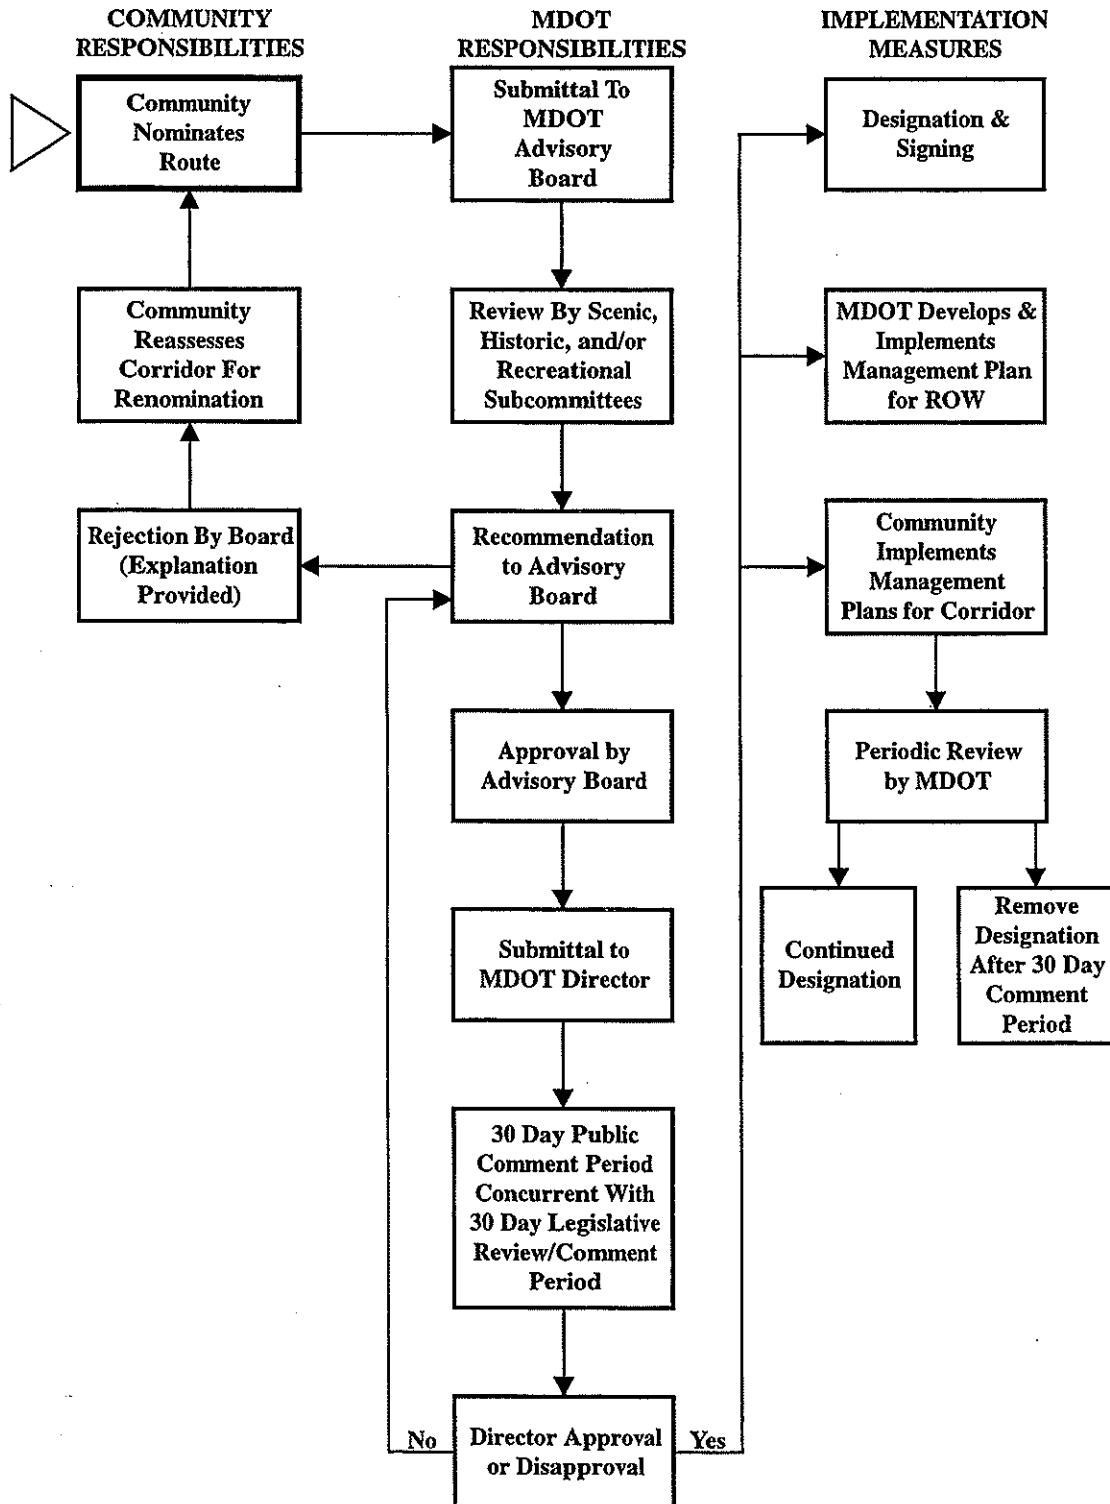 COMMUNITY
RESPONSIBILITIES
MDOT
RESPONSIBILITIES
IMPLEMENTATION
MEASURES
Community
Nominates
Route
Submittal To
MDOT
Advisory
Board
Designation &
Signing
Community
Reassesses
Corridor For
Renomination
Review By Scenic,
Historic, and/or
Recreational
Subcommittees
MDOT Develops &
Implements
Management Plan
for ROW
Rejection By Board
(Explanation
Provided)
Recommendation
to Advisory
Board
Community
Implements
Management
Plans for Corridor
Approval by
Advisory Board
Periodic Review
by MDOT
Submittal to
MDOT Director
Continued
Designation
Remove
Designation
After 30 Day
Comment
Period
30 Day Public
Comment Period
Concurrent With
30 Day Legislative
Review/Comment
Period
No
Director Approval
or Disapproval
Yes